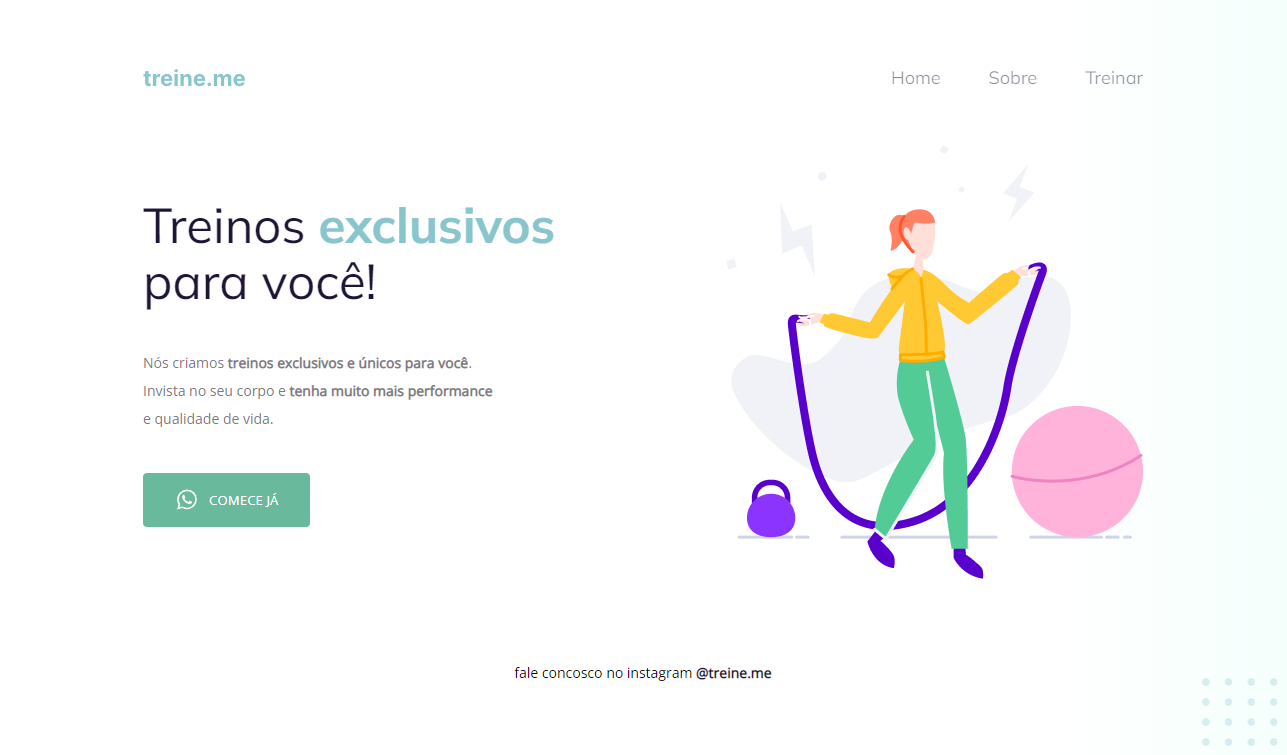 treine.me
Home Sobre Treinar
Treinos exclusivos
para você!
Nós criamos treinos exclusivos e únicos para você.
Invista no seu corpo e tenha muito mais performance
e qualidade de vida.
COMECE JÁ
fale concosco no instagram @treine.me